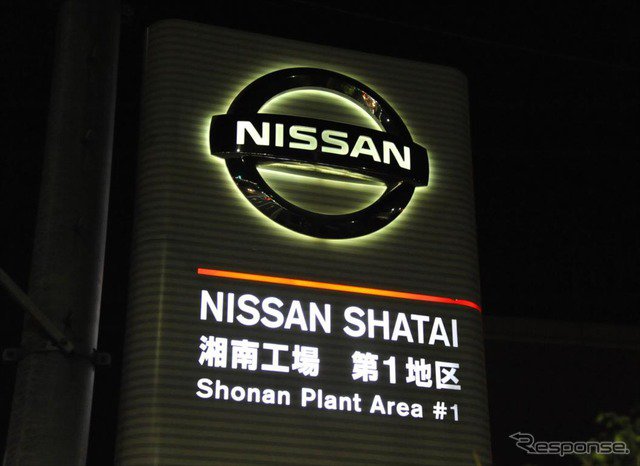 NISSAN
NISSAN SHATAI
湘南工場　第1地区
Shonan Plant Area #1
Response.